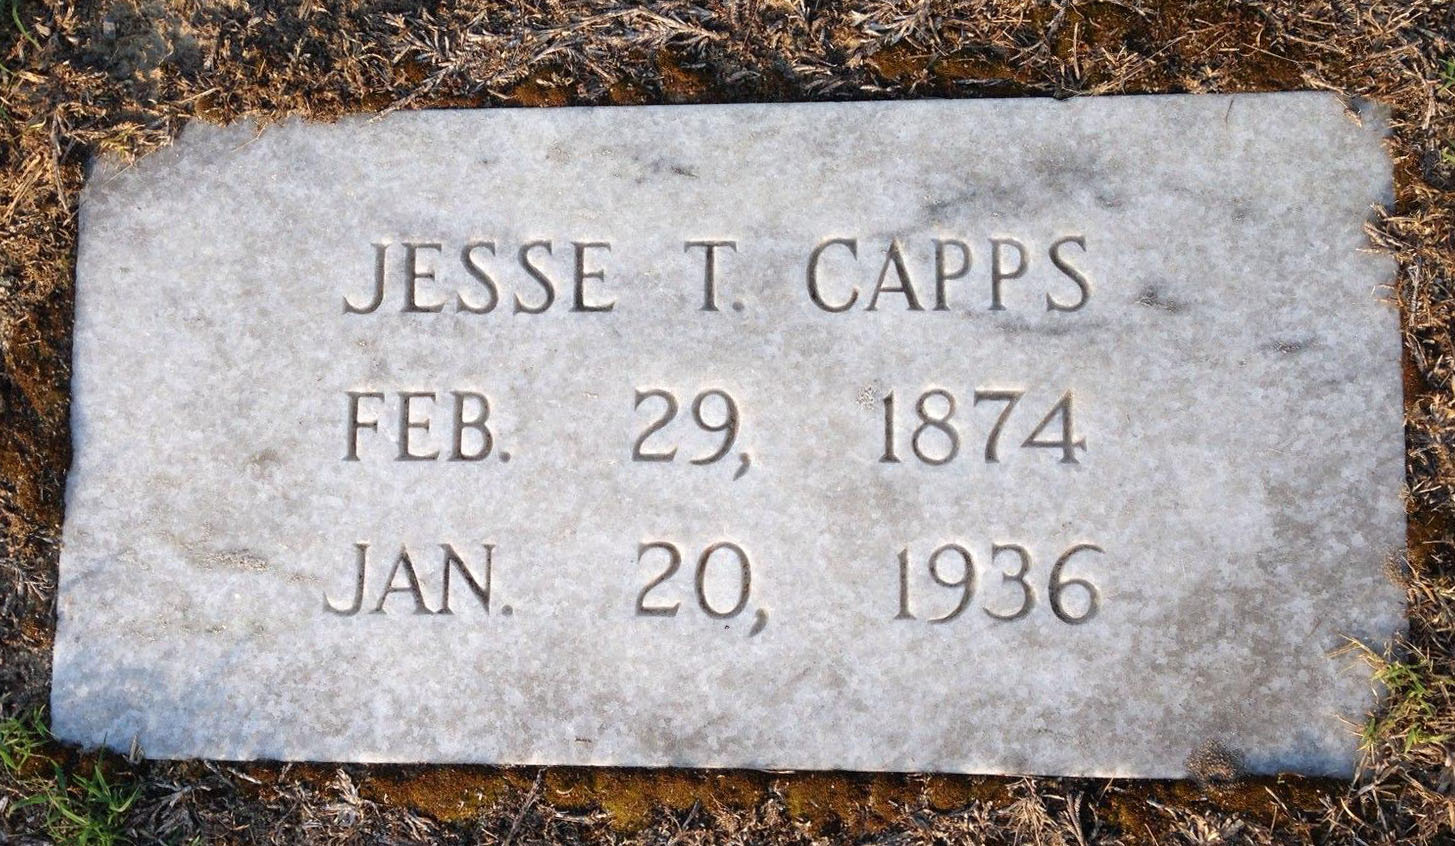 JESSE T. CAPPS
FEB. 29, 1874
JAN. 20, 1936